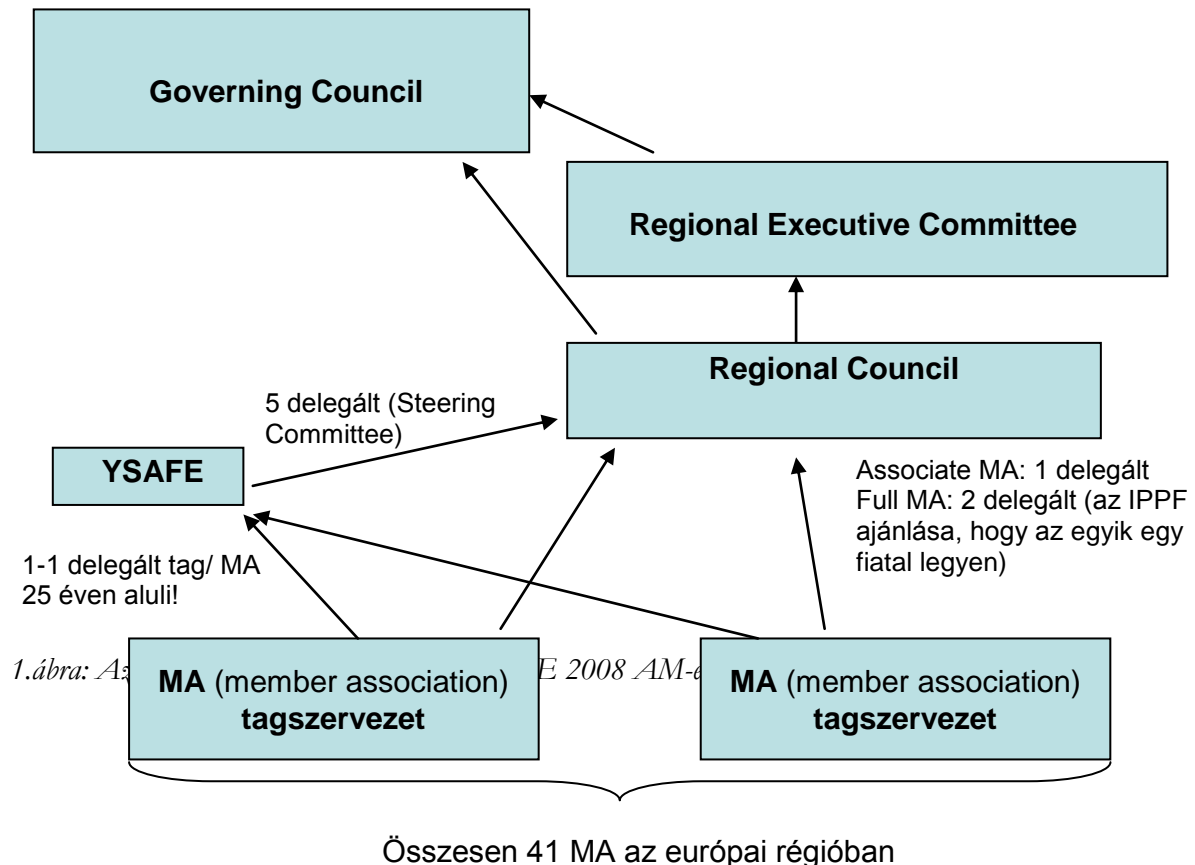 Governing Council
Regional Executive Committee
Regional Council
5 delegált (Steering
Committee)
YSAFE
Associate MA: 1 delegált
Full MA: 2 delegált (az IPPF
ajánlása, hogy az egyik egy
fiatal legyen)
1-1 delegált tag/ MA
25 éven aluli!
1.ábra: E 2008
MA (member association)
tagszervezet
MA (member association)
tagszervezet
Összesen 41 MA az európai régióban